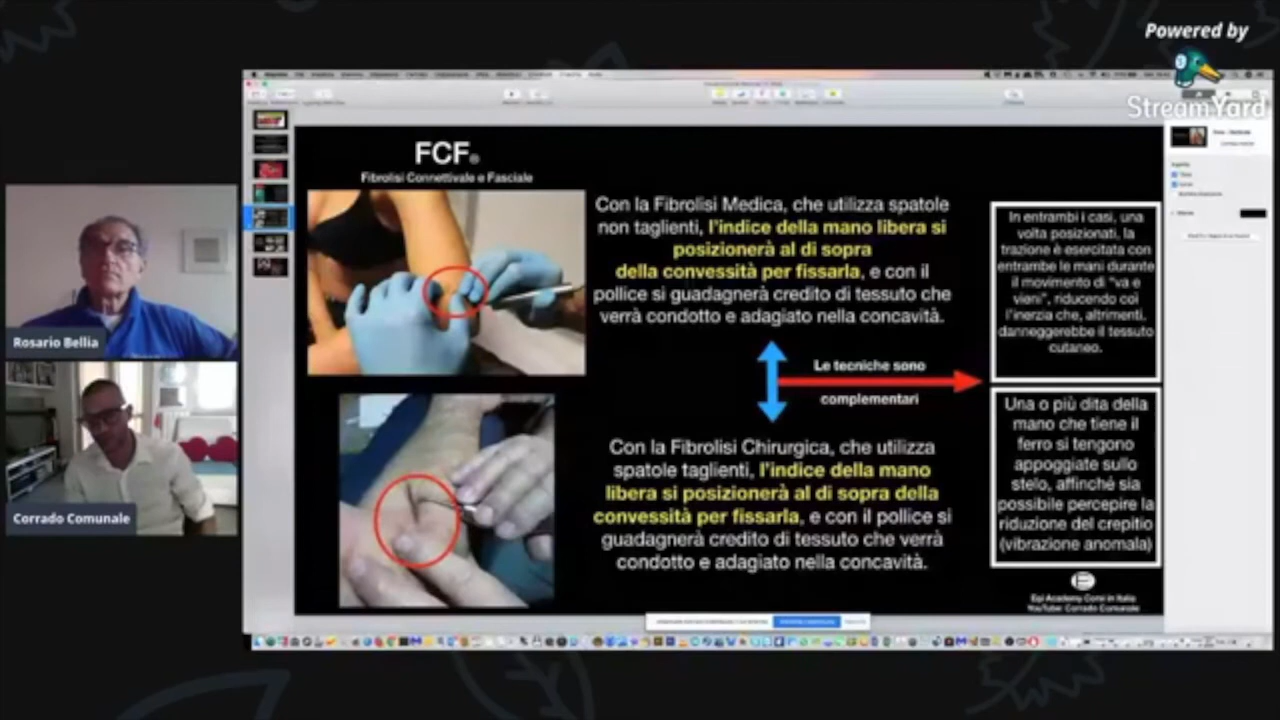 Powered by
StreamYard
FCF®
Fibrolisi Connettivale e Fasciale
Con la Fibrolisi Medica, che utilizza spatole
non taglienti, l'indice della mano libera si
posizionerà al di sopra
della convessità per fissarla, e con il
pollice si guadagnerà credito di tessuto che
verrà condotto e adagiato nella concavità.
Le tecniche sono
complementari
Con la Fibrolisi Chirurgica, che utilizza
spatole taglienti, l'indice della mano
libera si posizionerà al di sopra della
convessità per fissarla, e con il pollice si
guadagnerà credito di tessuto che verrà
condotto e adagiato nella concavità.
In entrambi i casi, una
volta posizionati, la
trazione è esercitata con
entrambe le mani durante
il movimento di "va e
vieni", riducendo così
l'inerzia che, altrimenti,
danneggerebbe il tessuto
cutaneo.
Una o più dita della
mano che tiene il
ferro si tengono
appoggiate sullo
stelo, affinché sia
possibile percepire la
riduzione del crepitio
(vibrazione anomala)
Egi Academy Corsi in Italia
YouTube: Corrado Comunale
Rosario Bellia
Corrado Comunale